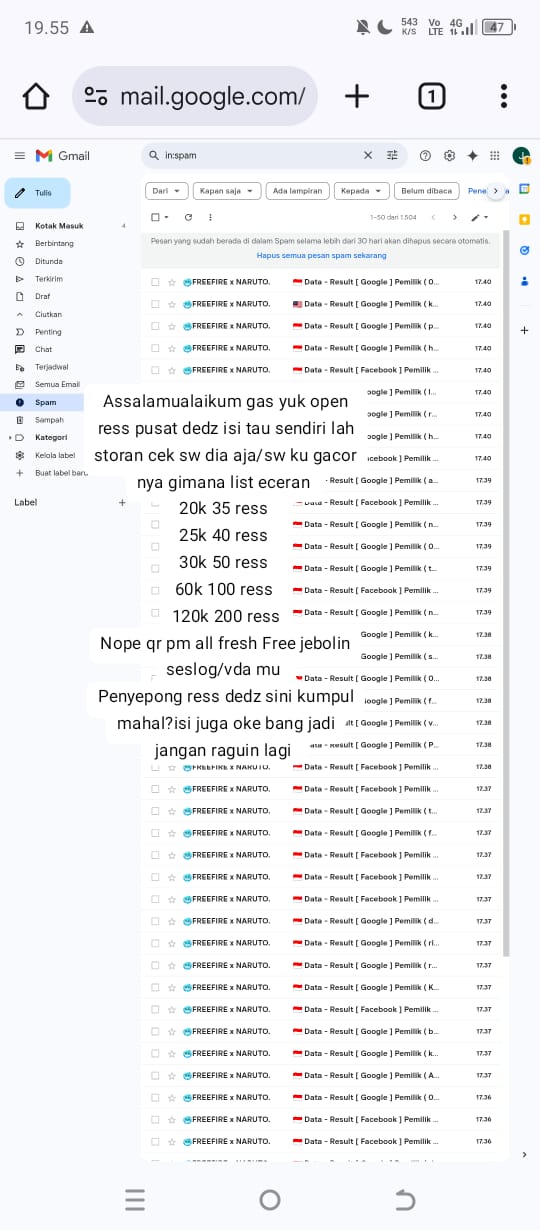 19.55
543 K/S
Vo LTE
4G
47
mail.google.com/
1
Gmail
in:spam
Tulis
Dari
Kapan saja
Ada lampiran
Kepada
Belum dibaca
1–50 dari 1.504
Kotak Masuk 4
Berbintang
Ditunda
Terkirim
Draf
Ciutkan
Penting
Chat
Terjadwal
Semua Email
Spam
Sampah
Kategori
Kelola label
Buat label baru
Label
Pesan yang sudah berada di dalam Spam selama lebih dari 30 hari akan dihapus secara otomatis.
Hapus semua pesan spam sekarang
FREEFIRE x NARUTO. Data - Result [ Google ] Pemilik ( 0... 17.40
FREEFIRE x NARUTO. Data - Result [ Google ] Pemilik ( k... 17.40
FREEFIRE x NARUTO. Data - Result [ Google ] Pemilik ( p... 17.40
FREEFIRE x NARUTO. Data - Result [ Google ] Pemilik ( h... 17.40
FREEFIRE x NARUTO. Data - Result [ Facebook ] Pemilik ... 17.40
Pemilik ( l... 17.40
Pemilik ( r... 17.40
Pemilik ( h... 17.40
Pemilik ... 17.40
Result [ Google ] Pemilik ( a... 17.39
Result [ Facebook ] Pemilik ... 17.39
Data - Result [ Google ] Pemilik ( n... 17.39
Data - Result [ Google ] Pemilik ( 0... 17.39
Data - Result [ Google ] Pemilik ( t... 17.39
Data - Result [ Facebook ] Pemilik ... 17.39
Data - Result [ Google ] Pemilik ( n... 17.39
Google ] Pemilik ( k... 17.38
Google ] Pemilik ( s... 17.38
Data - Result [ Google ] Pemilik ( 0... 17.38
Pemilik ( f... 17.38
[ Google ] Pemilik ( v... 17.38
Result [ Google ] Pemilik ( P... 17.38
Assalamualaikum gas yuk open
ress pusat dedz isi tau sendiri lah
storan cek sw dia aja/sw ku gacor
nya gimana list eceran
20k 35 ress
25k 40 ress
30k 50 ress
60k 100 ress
120k 200 ress
Nope qr pm all fresh Free jebolin
seslog/vda mu
Penyepong ress dedz sini kumpul
mahal?isi juga oke bang jadi
jangan raguin lagi
FREEFIRE x NARUTO. Data - Result [ Facebook ] Pemilik ... 17.38
FREEFIRE x NARUTO. Data - Result [ Facebook ] Pemilik ... 17.37
FREEFIRE x NARUTO. Data - Result [ Google ] Pemilik ( t... 17.37
FREEFIRE x NARUTO. Data - Result [ Google ] Pemilik ( f... 17.37
FREEFIRE x NARUTO. Data - Result [ Facebook ] Pemilik ... 17.37
FREEFIRE x NARUTO. Data - Result [ Facebook ] Pemilik ... 17.37
FREEFIRE x NARUTO. Data - Result [ Facebook ] Pemilik ... 17.37
FREEFIRE x NARUTO. Data - Result [ Google ] Pemilik ( d... 17.37
FREEFIRE x NARUTO. Data - Result [ Google ] Pemilik ( ri... 17.37
FREEFIRE x NARUTO. Data - Result [ Google ] Pemilik ( r... 17.37
FREEFIRE x NARUTO. Data - Result [ Google ] Pemilik ( K... 17.37
FREEFIRE x NARUTO. Data - Result [ Facebook ] Pemilik ... 17.37
FREEFIRE x NARUTO. Data - Result [ Google ] Pemilik ( b... 17.37
FREEFIRE x NARUTO. Data - Result [ Google ] Pemilik ( k... 17.37
FREEFIRE x NARUTO. Data - Result [ Google ] Pemilik ( A... 17.37
FREEFIRE x NARUTO. Data - Result [ Google ] Pemilik ( 0... 17.36
FREEFIRE x NARUTO. Data - Result [ Facebook ] Pemilik ... 17.36
FREEFIRE x NARUTO. Data - Result [ Facebook ] Pemilik ... 17.36